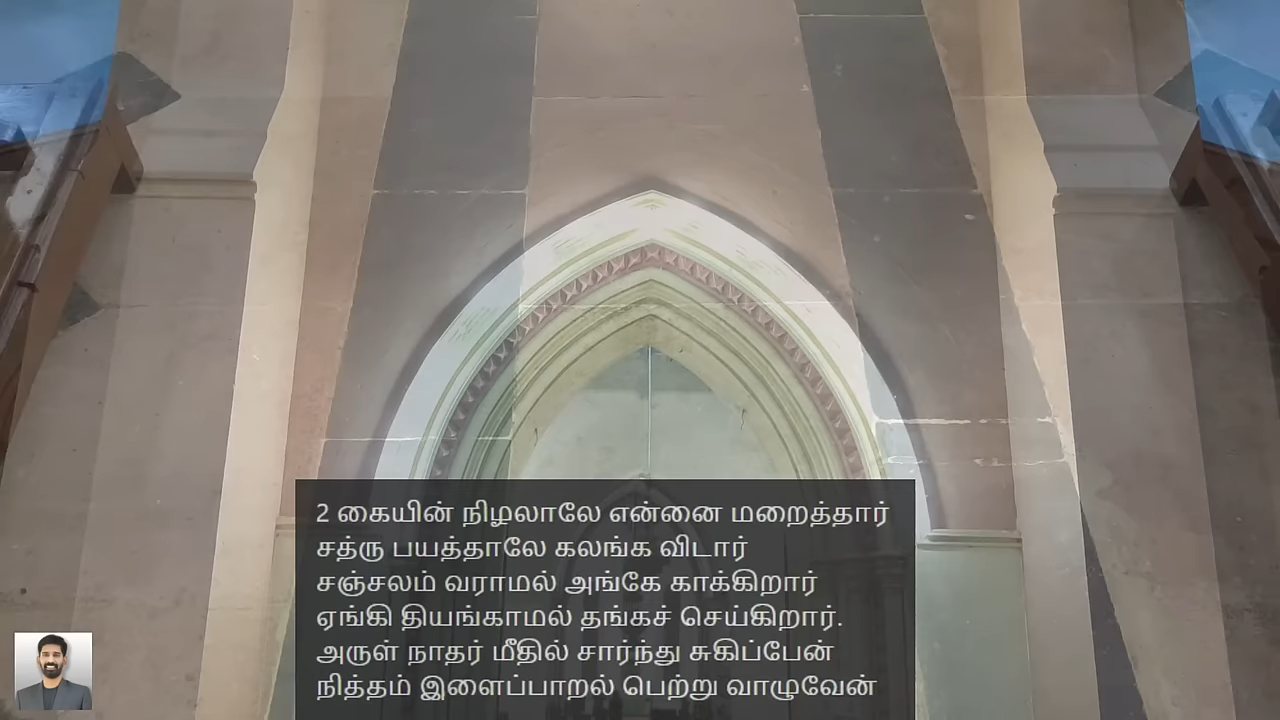 2 கையின் நிழலாலே என்னை மறைத்தார்
சத்ரு பயத்தாலே கலங்க விடார்
சஞ்சலம் வராமல் அங்கே காக்கிறார்
ஏங்கி தியங்காமல் தங்கச் செய்கிறார்.
அருள் நாதர் மீதில் சார்ந்து சுகிப்பேன்
நித்தம் இளைப்பாறல் பெற்று வாழுவேன்